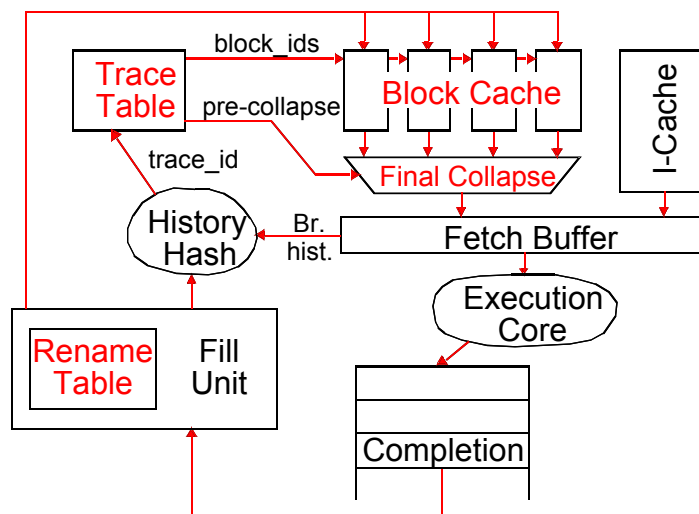 block_ids
Trace
Table
Block Cache
pre-collapse
I-Cache
trace_id
Final Collapse
History
Hash
Br.
hist.
Fetch Buffer
Execution
Core
Rename
Table
Fill
Unit
Completion